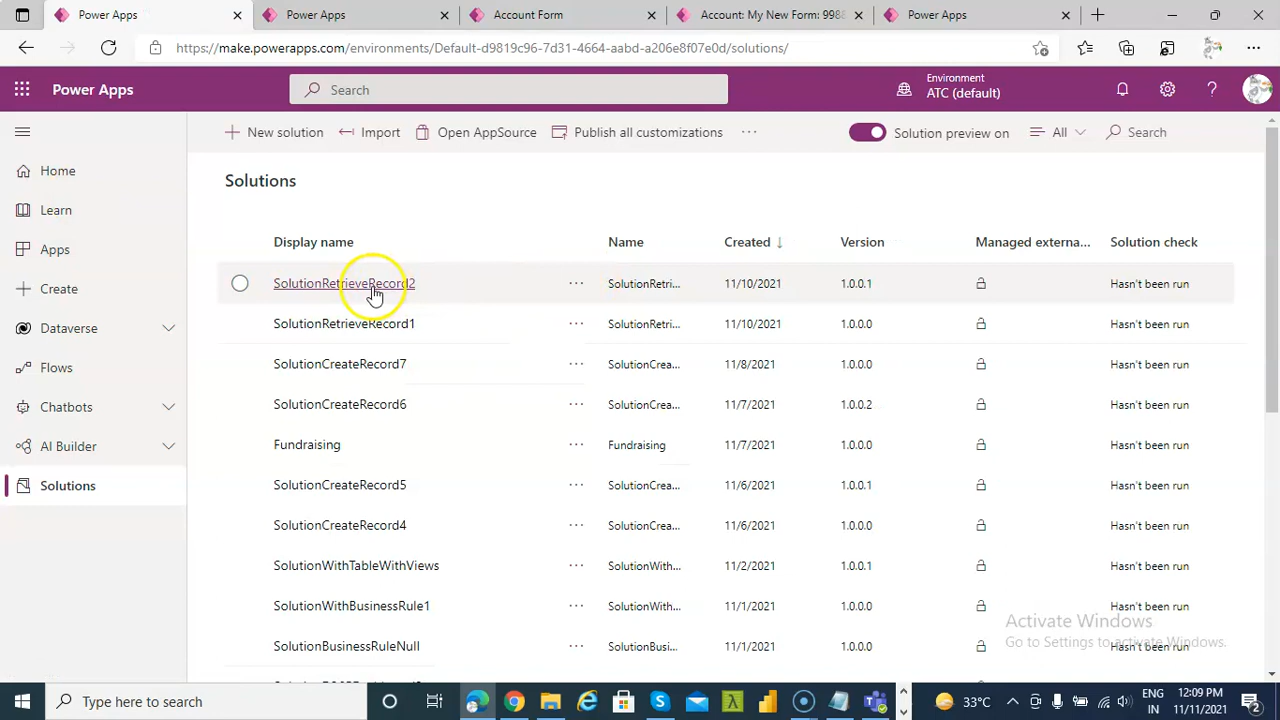 Power Apps
Power Apps
Account Form
Account: My New Form: 998
Power Apps
https://make.powerapps.com/environments/Default-d9819c96-7d31-4664-aabd-a206e8f07e0d/solutions/
Power Apps
Search
Environment
ATC (default)
New solution
Import
Open AppSource
Publish all customizations
Solution preview on
All
Search
Home
Learn
Apps
Create
Dataverse
Flows
Chatbots
AI Builder
Solutions
Solutions
Display name Name Created Version Managed externa... Solution check
SolutionRetrieveRecord2 SolutionRetri... 11/10/2021 1.0.0.1 Hasn't been run
SolutionRetrieveRecord1 SolutionRetri... 11/10/2021 1.0.0.0 Hasn't been run
SolutionCreateRecord7 SolutionCrea... 11/8/2021 1.0.0.1 Hasn't been run
SolutionCreateRecord6 SolutionCrea... 11/7/2021 1.0.0.2 Hasn't been run
Fundraising Fundraising 11/7/2021 1.0.0.0 Hasn't been run
SolutionCreateRecord5 SolutionCrea... 11/6/2021 1.0.0.1 Hasn't been run
SolutionCreateRecord4 SolutionCrea... 11/6/2021 1.0.0.0 Hasn't been run
SolutionWithTableWithViews SolutionWith... 11/2/2021 1.0.0.1 Hasn't been run
SolutionWithBusinessRule1 SolutionWith... 11/1/2021 1.0.0.0 Hasn't been run
SolutionBusinessRuleNull SolutionBusi... 11/1/2021 1.0.0.0 Hasn't been run
Activate Windows
Go to Settings to activate Windows.
Type here to search
33°C
ENG
IN
12:09 PM
11/11/2021
2